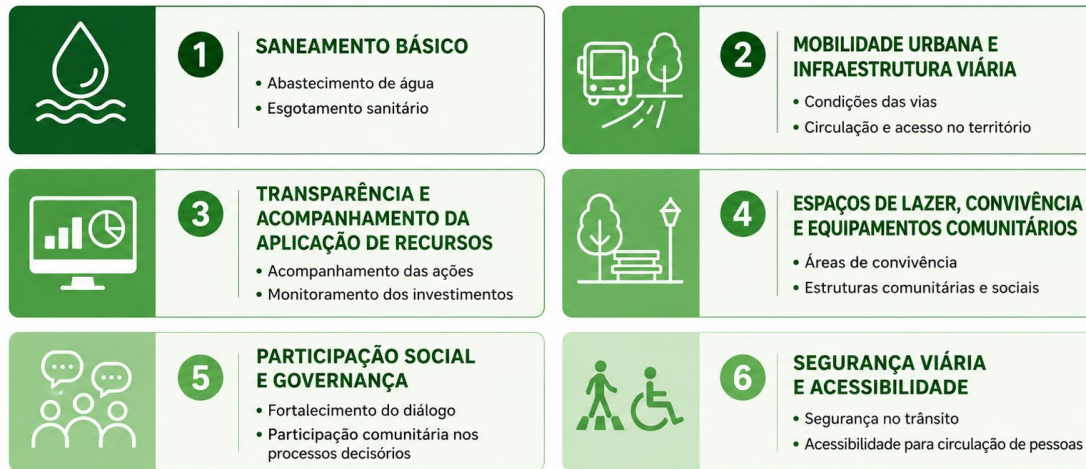 1
SANEAMENTO BÁSICO
• Abastecimento de água
• Esgotamento sanitário
2
MOBILIDADE URBANA E
INFRAESTRUTURA VIÁRIA
• Condições das vias
• Circulação e acesso no território
3
TRANSPARÊNCIA E
ACOMPANHAMENTO DA
APLICAÇÃO DE RECURSOS
• Acompanhamento das ações
• Monitoramento dos investimentos
4
ESPAÇOS DE LAZER, CONVIVÊNCIA
E EQUIPAMENTOS COMUNITÁRIOS
• Áreas de convivência
• Estruturas comunitárias e sociais
5
PARTICIPAÇÃO SOCIAL
E GOVERNANÇA
• Fortalecimento do diálogo
• Participação comunitária nos
processos decisórios
6
SEGURANÇA VIÁRIA
E ACESSIBILIDADE
• Segurança no trânsito
• Acessibilidade para circulação de pessoas